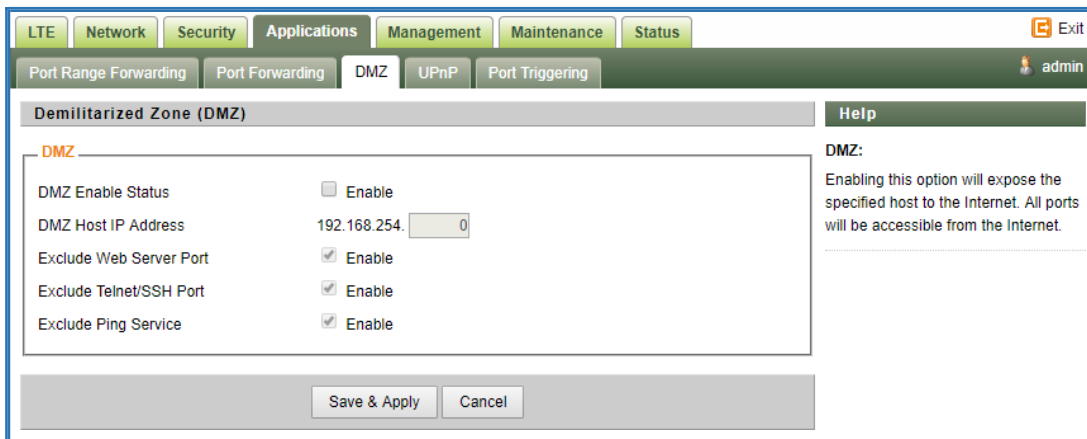 LTE Network Security Applications Management Maintenance Status Exit
Port Range Forwarding Port Forwarding DMZ UPnP Port Triggering admin
Demilitarized Zone (DMZ)
DMZ
DMZ Enable Status Enable
DMZ Host IP Address 192.168.254. 0
Exclude Web Server Port Enable
Exclude Telnet/SSH Port Enable
Exclude Ping Service Enable
Save & Apply Cancel
Help
DMZ:
Enabling this option will expose the
specified host to the Internet. All ports
will be accessible from the Internet.